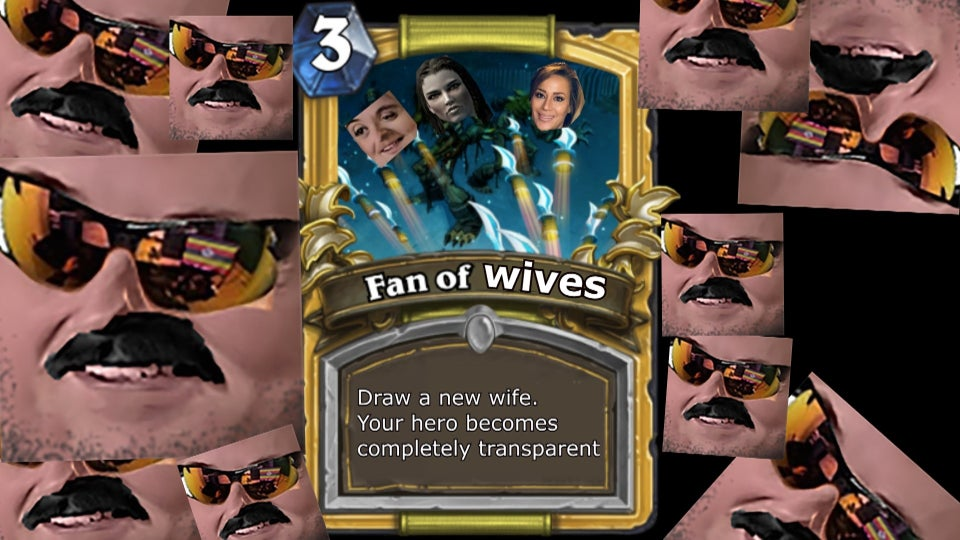 3
Fan of wives
Draw a new wife.
Your hero becomes
completely transparent